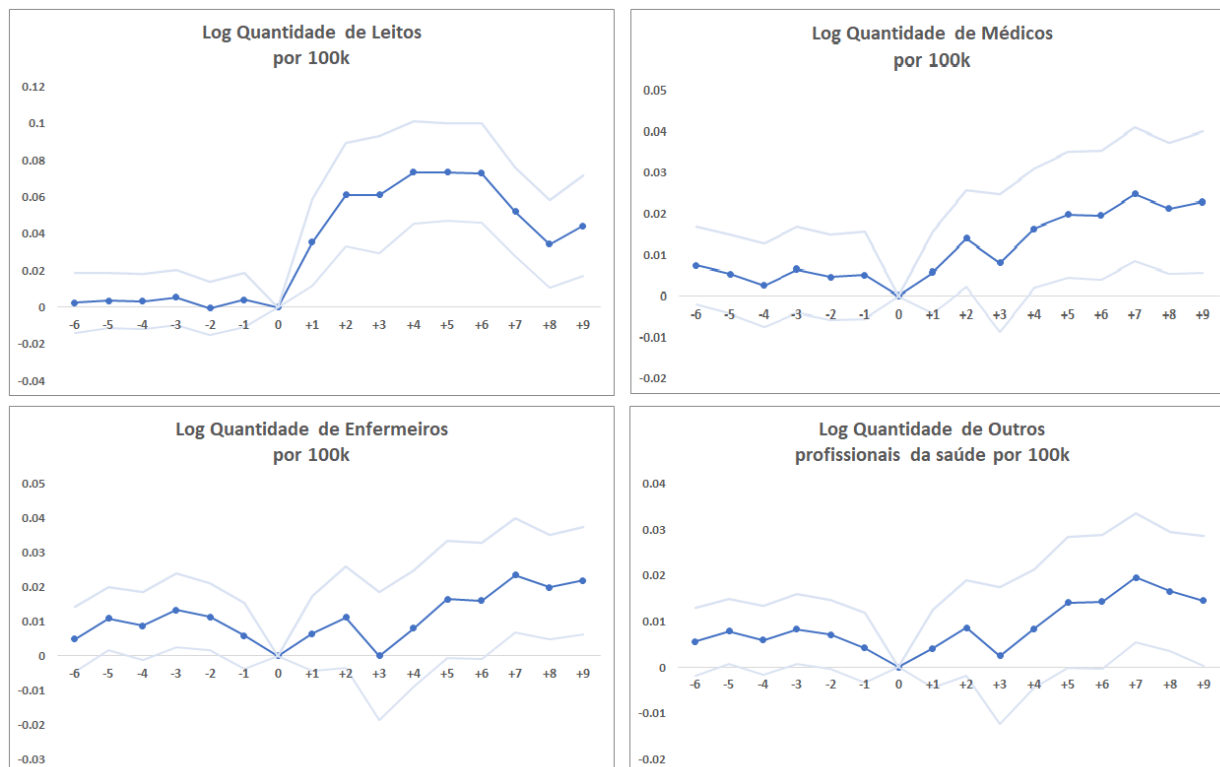 Log Quantidade de Leitos
por 100k
0.12
0.1
0.08
0.06
0.04
0.02
0
-0.02
-0.04
-6 -5 -4 -3 -2 -1 0 +1 +2 +3 +4 +5 +6 +7 +8 +9
Log Quantidade de Médicos
por 100k
0.05
0.04
0.03
0.02
0.01
0
-0.01
-0.02
-6 -5 -4 -3 -2 -1 0 +1 +2 +3 +4 +5 +6 +7 +8 +9
Log Quantidade de Enfermeiros
por 100k
0.05
0.04
0.03
0.02
0.01
0
-0.01
-0.02
-0.03
-6 -5 -4 -3 -2 -1 0 +1 +2 +3 +4 +5 +6 +7 +8 +9
Log Quantidade de Outros
profissionais da saúde por 100k
0.04
0.03
0.02
0.01
0
-0.01
-0.02
-6 -5 -4 -3 -2 -1 0 +1 +2 +3 +4 +5 +6 +7 +8 +9